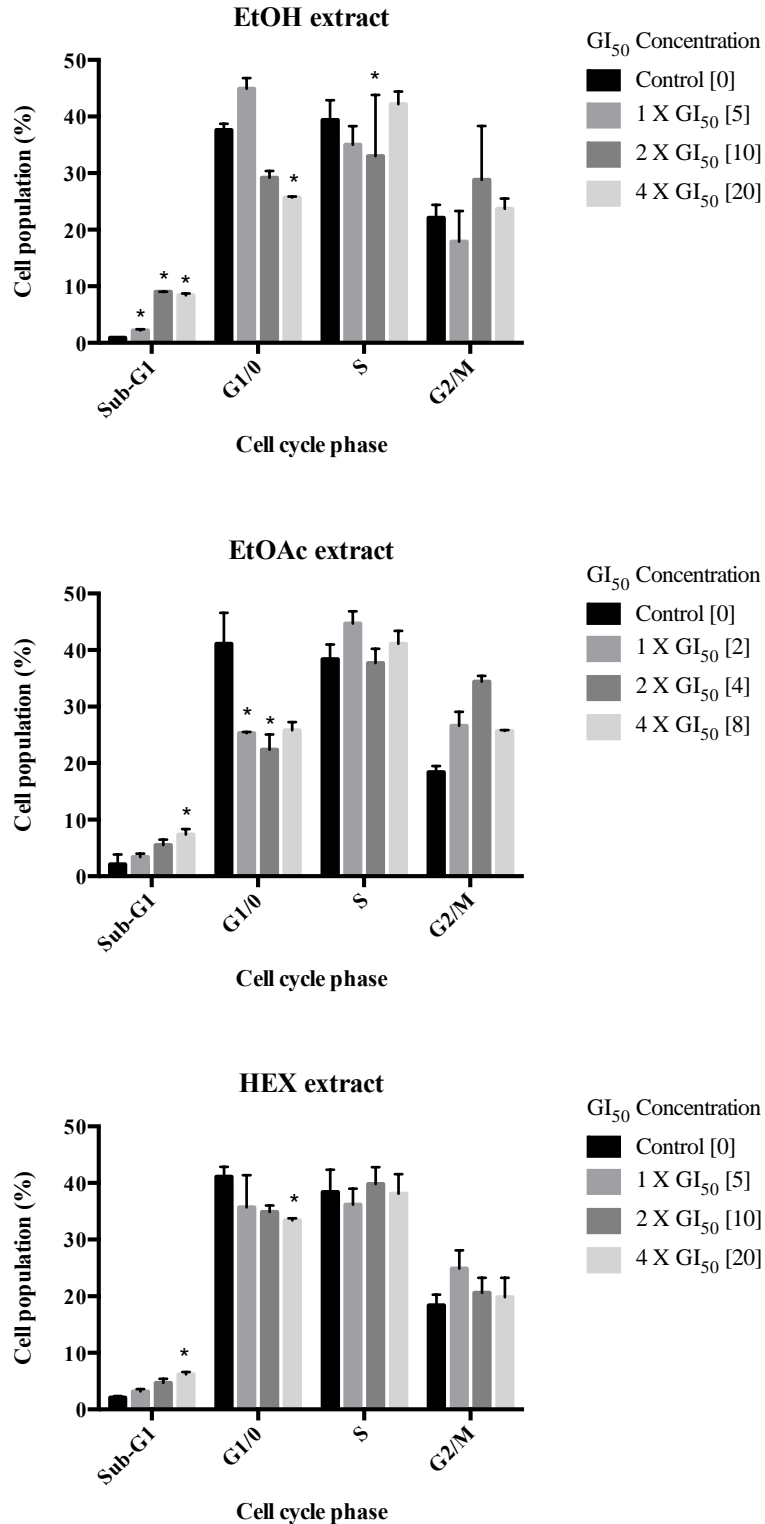 EtOH extract
GI50 Concentration
Control [0]
1 X GI50 [5]
2 X GI50 [10]
4 X GI50 [20]
Cell population (%)
50
40
30
20
10
0
* * * * *
Sub-G1 G1/0 S G2/M
Cell cycle phase
EtOAc extract
GI50 Concentration
Control [0]
1 X GI50 [2]
2 X GI50 [4]
4 X GI50 [8]
Cell population (%)
50
40
30
20
10
0
* * *
Sub-G1 G1/0 S G2/M
Cell cycle phase
HEX extract
GI50 Concentration
Control [0]
1 X GI50 [5]
2 X GI50 [10]
4 X GI50 [20]
Cell population (%)
50
40
30
20
10
0
* *
Sub-G1 G1/0 S G2/M
Cell cycle phase